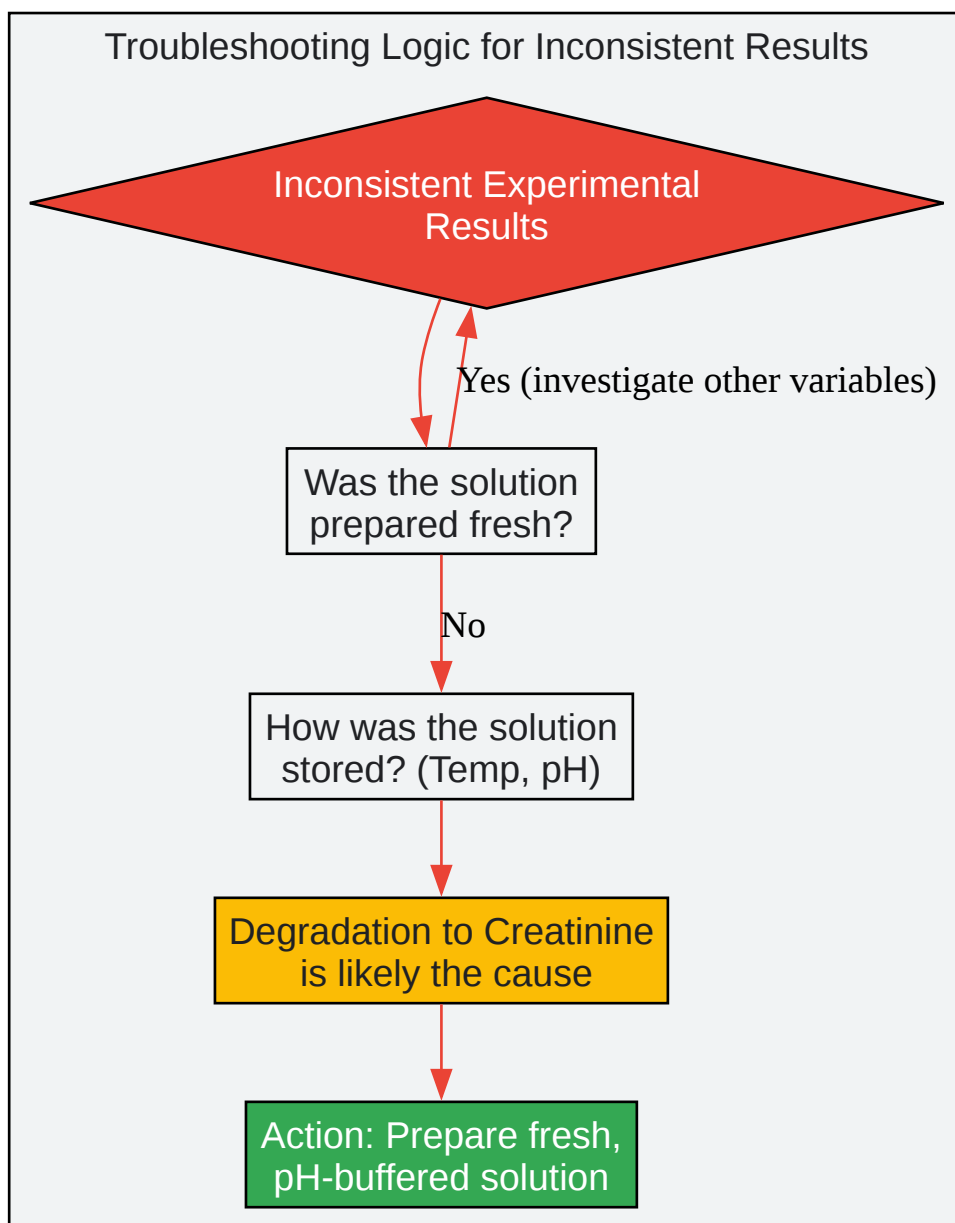 Troubleshooting Logic for Inconsistent Results
Inconsistent Experimental
Results
Yes (investigate other variables)
Was the solution
prepared fresh?
No
How was the solution
stored? (Temp, pH)
Degradation to Creatinine
is likely the cause
Action: Prepare fresh,
pH-buffered solution